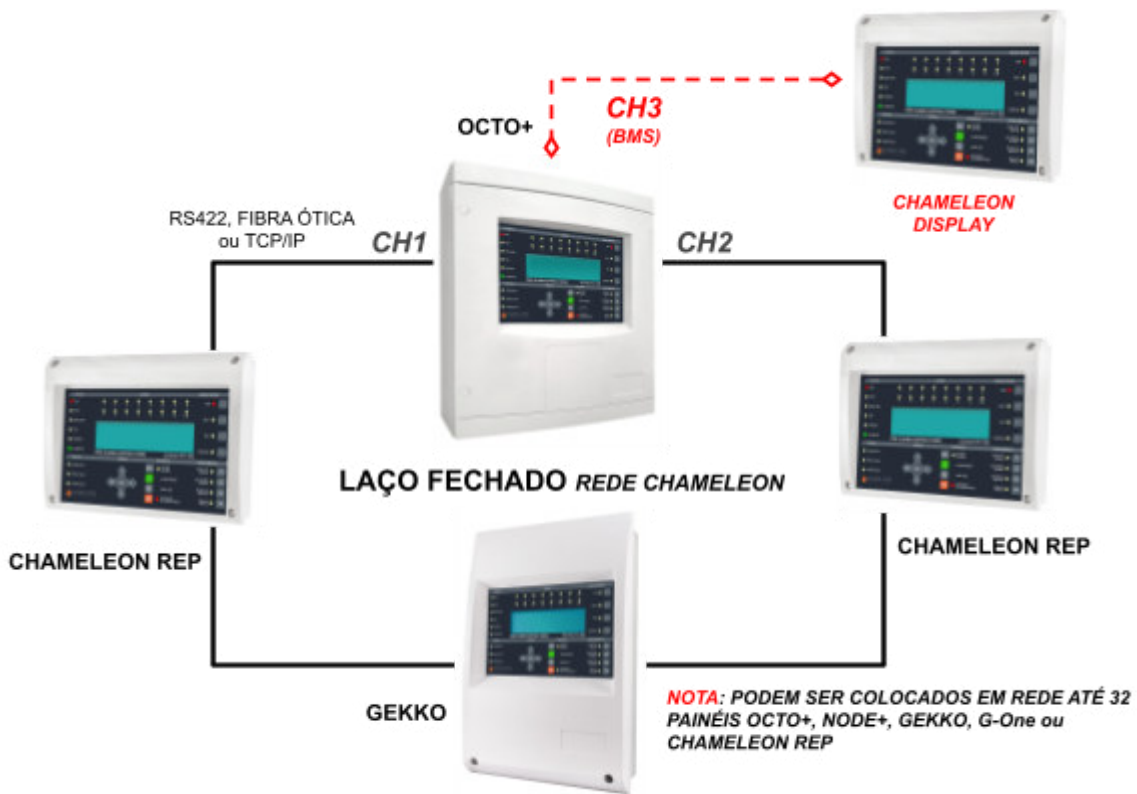 OCTO+
CH3
(BMS)
CHAMELEON
DISPLAY
RS422, FIBRA ÓTICA
ou TCP/IP
CH1
CH2
LAÇO FECHADO REDE CHAMELEON
CHAMELEON REP
CHAMELEON REP
GEKKO
NOTA: PODEM SER COLOCADOS EM REDE ATÉ 32
PAINÉIS OCTO+, NODE+, GEKKO, G-One ou
CHAMELEON REP